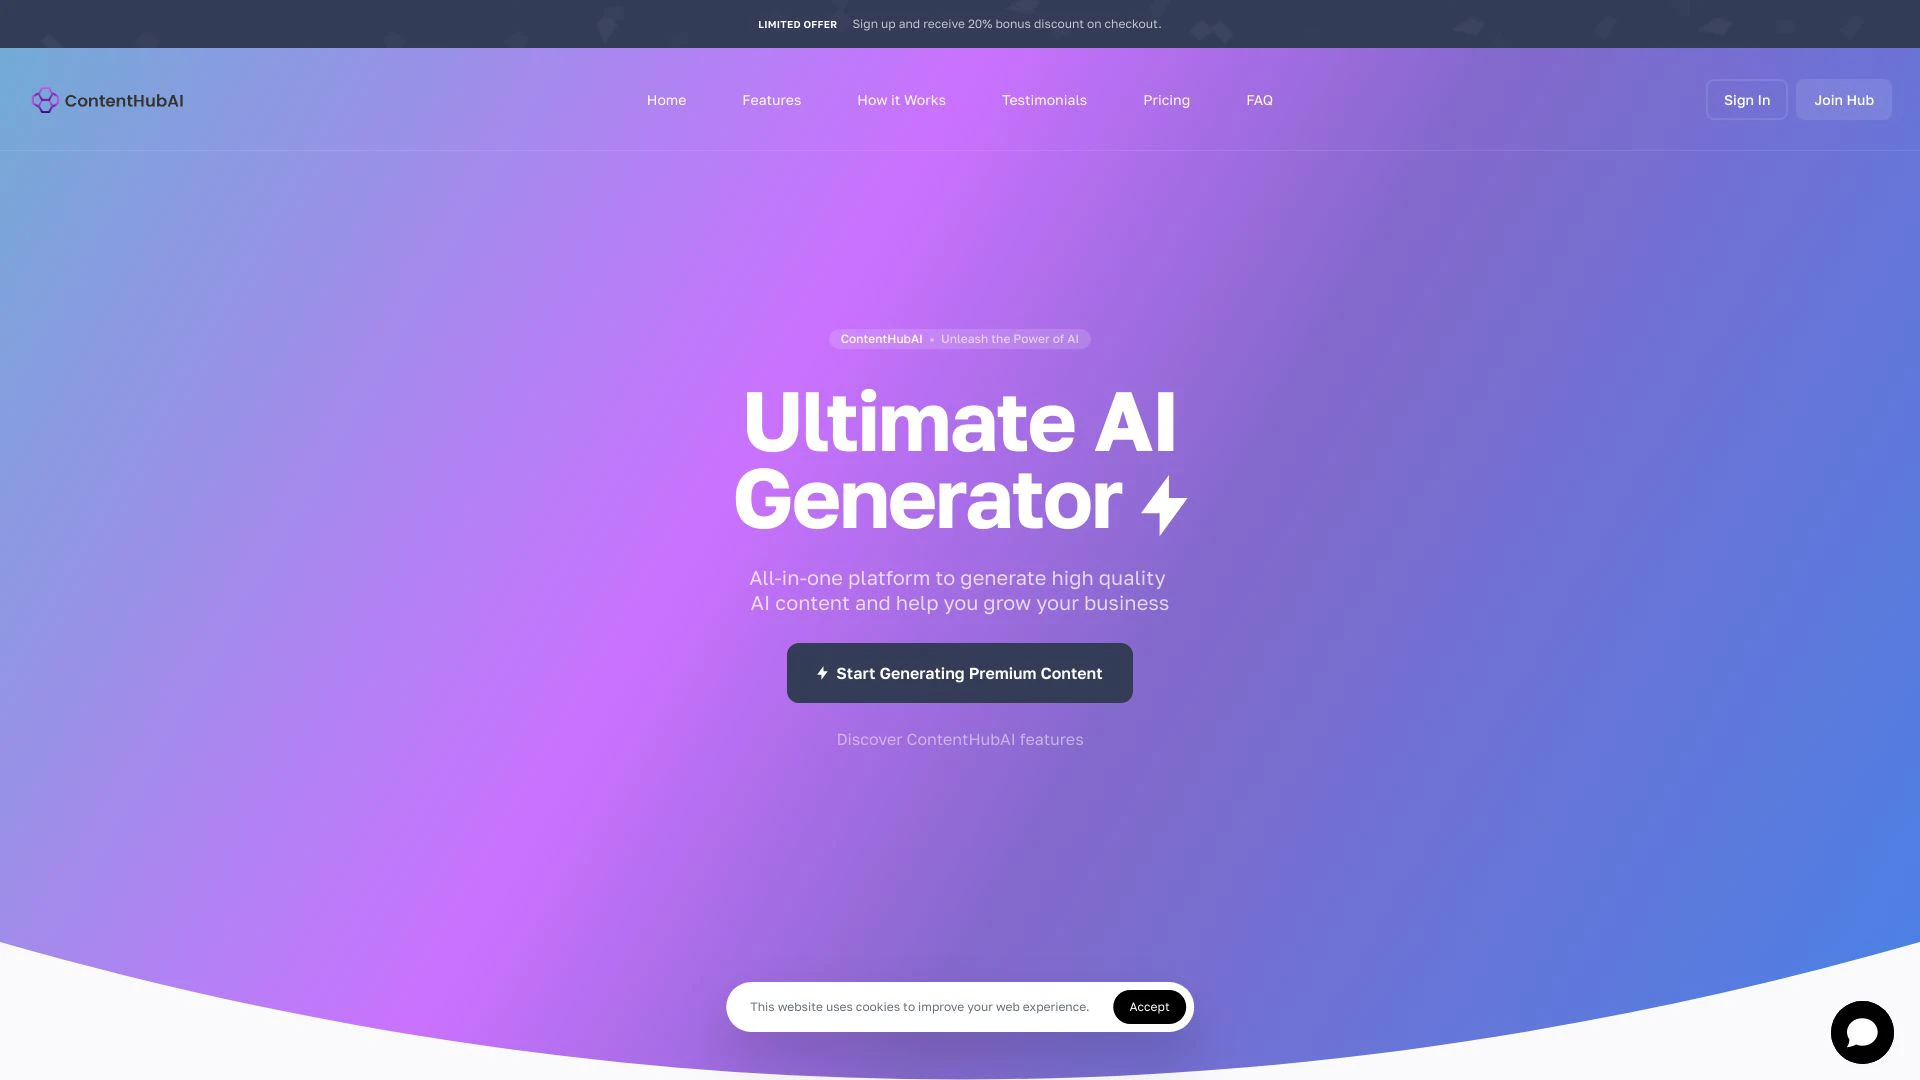 LIMITED OFFER Sign up and receive 20% bonus discount on checkout.
ContentHubAI
Home
Features
How it Works
Testimonials
Pricing
FAQ
Sign In
Join Hub
ContentHubAI • Unleash the Power of AI
Ultimate AI
Generator
All-in-one platform to generate high quality
AI content and help you grow your business
Start Generating Premium Content
Discover ContentHubAI features
This website uses cookies to improve your web experience.
Accept